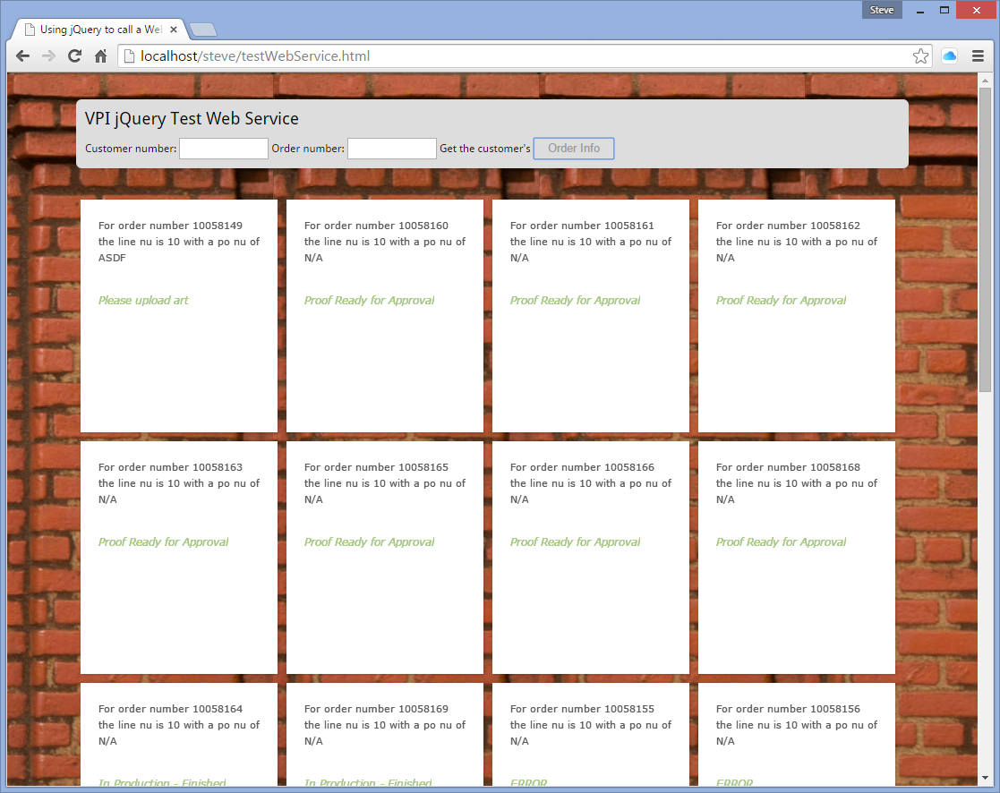 Steve
Using jQuery to call a Wel
localhost/steve/testWebService.html
VPI jQuery Test Web Service
Customer number: Order number: Get the customer's Order Info
For order number 10058149
the line nu is 10 with a po nu of
ASDF
Please upload art
For order number 10058160
the line nu is 10 with a po nu of
N/A
Proof Ready for Approval
For order number 10058161
the line nu is 10 with a po nu of
N/A
Proof Ready for Approval
For order number 10058162
the line nu is 10 with a po nu of
N/A
Proof Ready for Approval
For order number 10058163
the line nu is 10 with a po nu of
N/A
Proof Ready for Approval
For order number 10058165
the line nu is 10 with a po nu of
N/A
Proof Ready for Approval
For order number 10058166
the line nu is 10 with a po nu of
N/A
Proof Ready for Approval
For order number 10058168
the line nu is 10 with a po nu of
N/A
Proof Ready for Approval
For order number 10058164
the line nu is 10 with a po nu of
N/A
In Production - Finished
For order number 10058169
the line nu is 10 with a po nu of
N/A
In Production - Finished
For order number 10058155
the line nu is 10 with a po nu of
N/A
ERROR
For order number 10058156
the line nu is 10 with a po nu of
N/A
ERROR